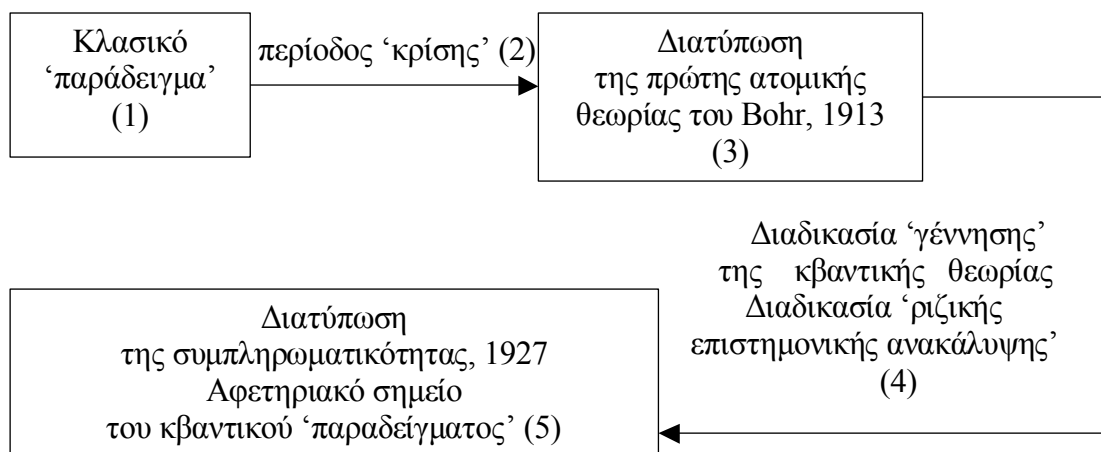 Κλασικό
‘παράδειγμα’
(1)
περίοδος ‘κρίσης’ (2)
Διατύπωση
της πρώτης ατομικής
θεωρίας του Bohr, 1913
(3)
Διαδικασία ‘γέννησης’
της κβαντικής θεωρίας
Διαδικασία ‘ριζικής
επιστημονικής ανακάλυψης’
(4)
Διατύπωση
της συμπληρωματικότητας, 1927
Αφετηριακό σημείο
του κβαντικού ‘παραδείγματος’ (5)